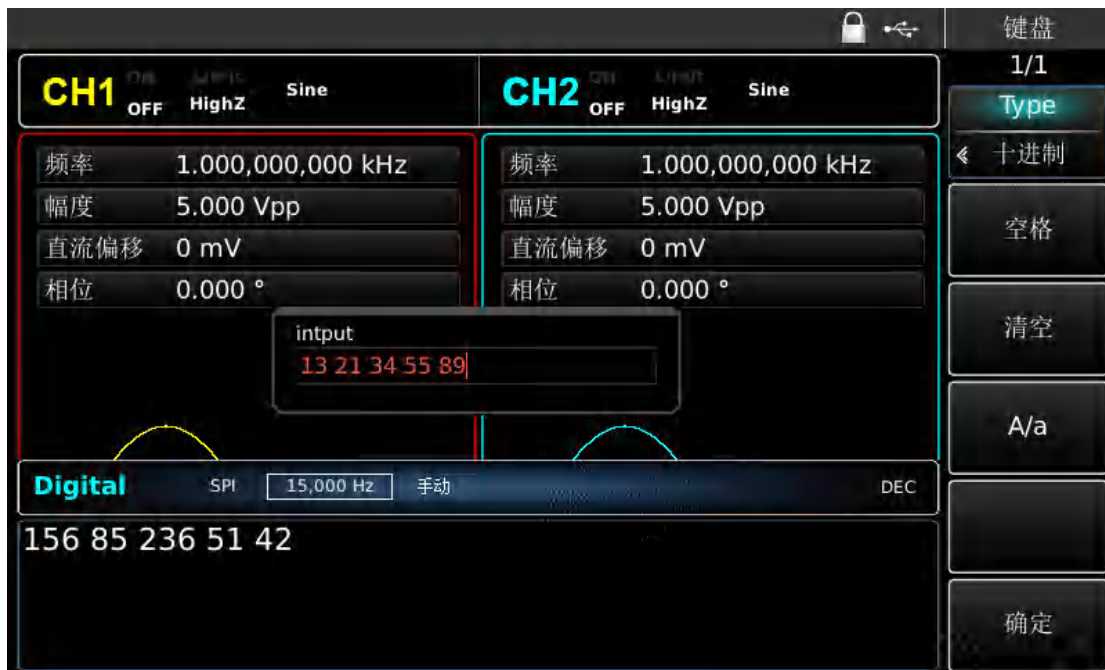 键盘
1/1
CH1 OFF HighZ Sine
CH2 OFF HighZ Sine
Type
十进制
频率 1.000,000,000 kHz
幅度 5.000 Vpp
直流偏移 0 mV
相位 0.000 °
频率 1.000,000,000 kHz
幅度 5.000 Vpp
直流偏移 0 mV
相位 0.000 °
空格
intput
13 21 34 55 89
清空
A/a
Digital SPI 15,000 Hz 手动 DEC
156 85 236 51 42
确定